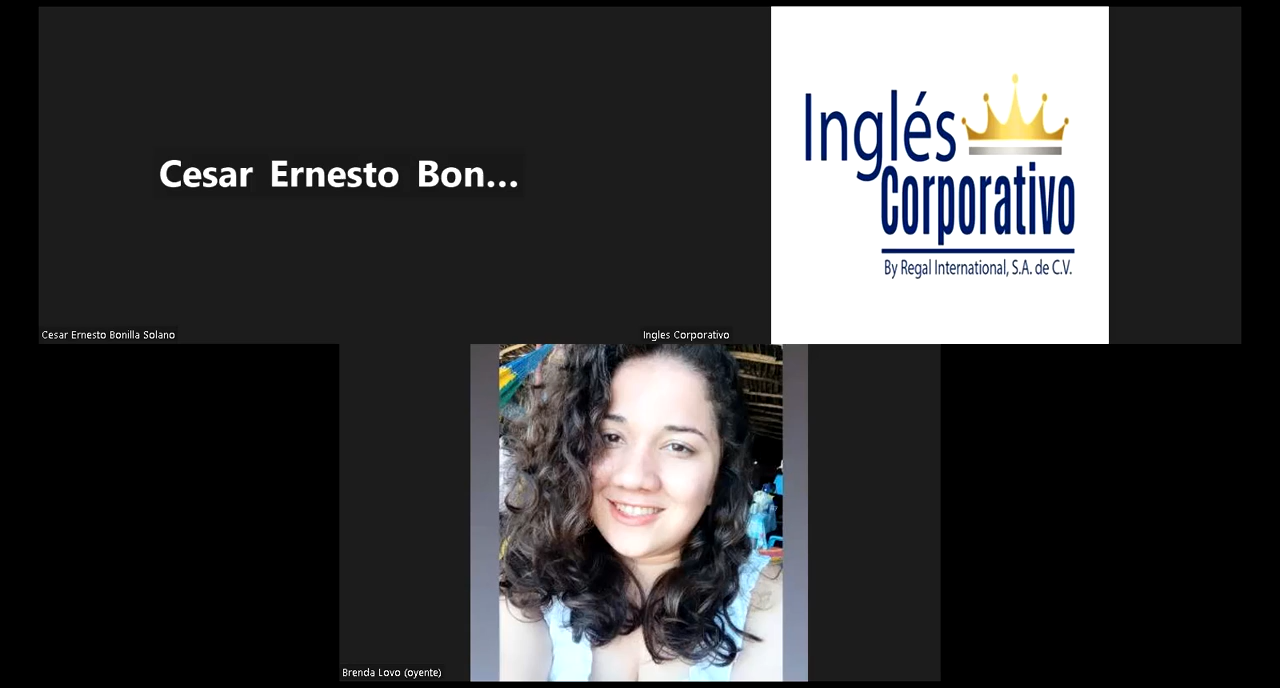 Cesar Ernesto Bon...
Inglés
Corporativo
By Regal International, S.A. de C.V.
Cesar Ernesto Bonilla Solano
Ingles Corporativo
Brenda Lovo (oyente)